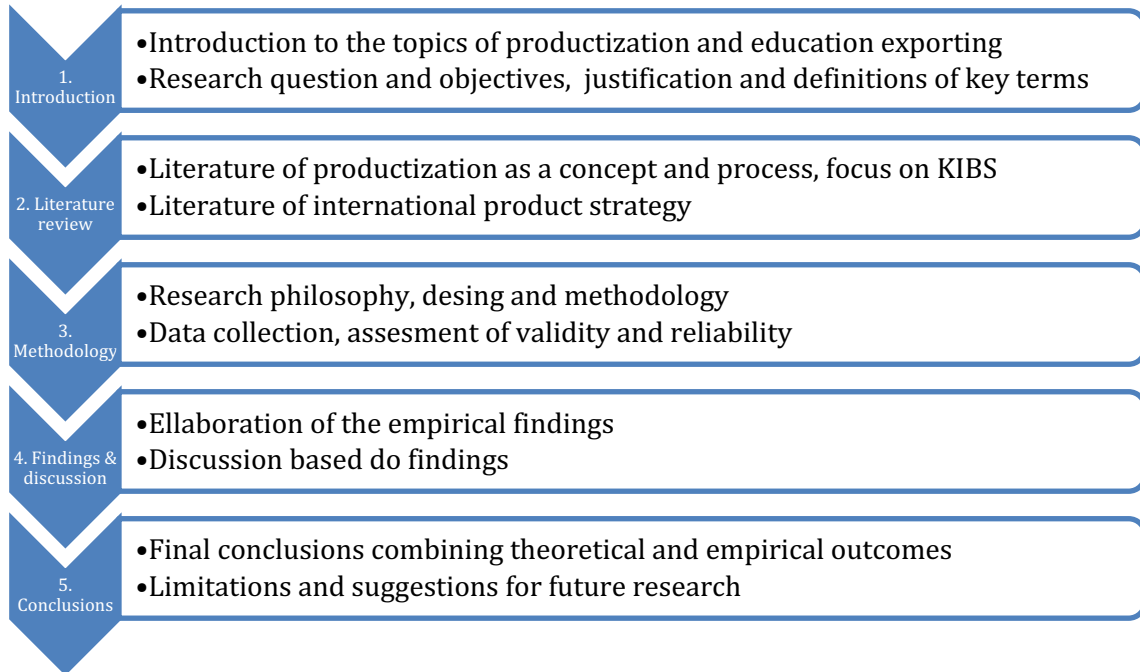 1.
Introduction
•Introduction to the topics of productization and education exporting
•Research question and objectives,  justification and definitions of key terms
2. Literature
review
•Literature of productization as a concept and process, focus on KIBS
•Literature of international product strategy
3.
Methodology
•Research philosophy, desing and methodology
•Data collection, assesment of validity and reliability
4. Findings &
discussion
•Ellaboration of the empirical findings
•Discussion based do findings
5.
Conclusions
•Final conclusions combining theoretical and empirical outcomes
•Limitations and suggestions for future research